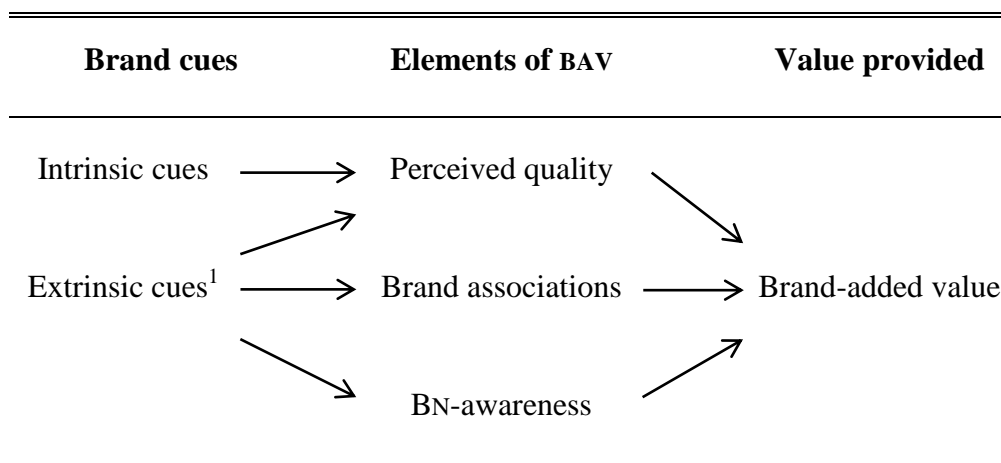 Brand cues Elements of BAV Value provided
Intrinsic cues Perceived quality
Extrinsic cues¹ Brand associations Brand-added value
BN-awareness